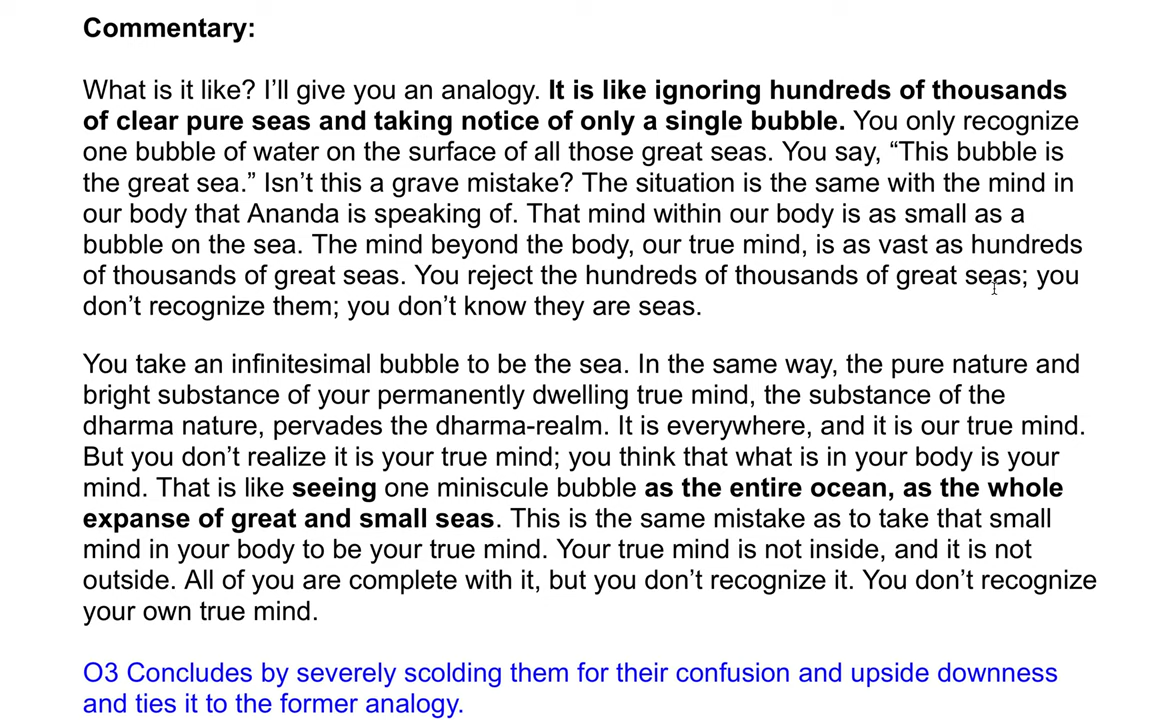 Commentary:
What is it like? I’ll give you an analogy. It is like ignoring hundreds of thousands
of clear pure seas and taking notice of only a single bubble. You only recognize
one bubble of water on the surface of all those great seas. You say, “This bubble is
the great sea.” Isn’t this a grave mistake? The situation is the same with the mind in
our body that Ananda is speaking of. That mind within our body is as small as a
bubble on the sea. The mind beyond the body, our true mind, is as vast as hundreds
of thousands of great seas. You reject the hundreds of thousands of great seas; you
don’t recognize them; you don’t know they are seas.
You take an infinitesimal bubble to be the sea. In the same way, the pure nature and
bright substance of your permanently dwelling true mind, the substance of the
dharma nature, pervades the dharma-realm. It is everywhere, and it is our true mind.
But you don’t realize it is your true mind; you think that what is in your body is your
mind. That is like seeing one miniscule bubble as the entire ocean, as the whole
expanse of great and small seas. This is the same mistake as to take that small
mind in your body to be your true mind. Your true mind is not inside, and it is not
outside. All of you are complete with it, but you don’t recognize it. You don’t recognize
your own true mind.
O3 Concludes by severely scolding them for their confusion and upside downness
and ties it to the former analogy.